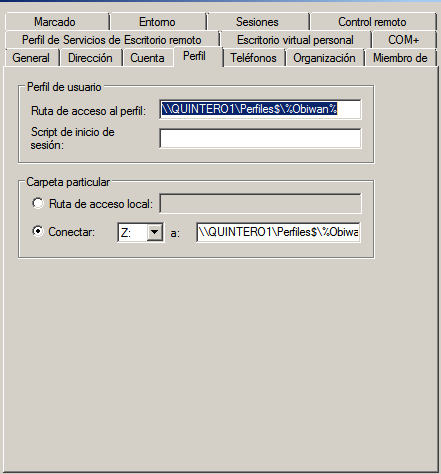 Marcado Entorno Sesiones Control remoto
Perfil de Servicios de Escritorio remoto Escritorio virtual personal COM+
General Dirección Cuenta Perfil Teléfonos Organización Miembro de
Perfil de usuario
Ruta de acceso al perfil: \\QUINTERO1\Perfiles$\%Obiwan%
Script de inicio de
sesión:
Carpeta particular
Ruta de acceso local:
Conectar: Z: a: \\QUINTERO1\Perfiles$\%Obiwa